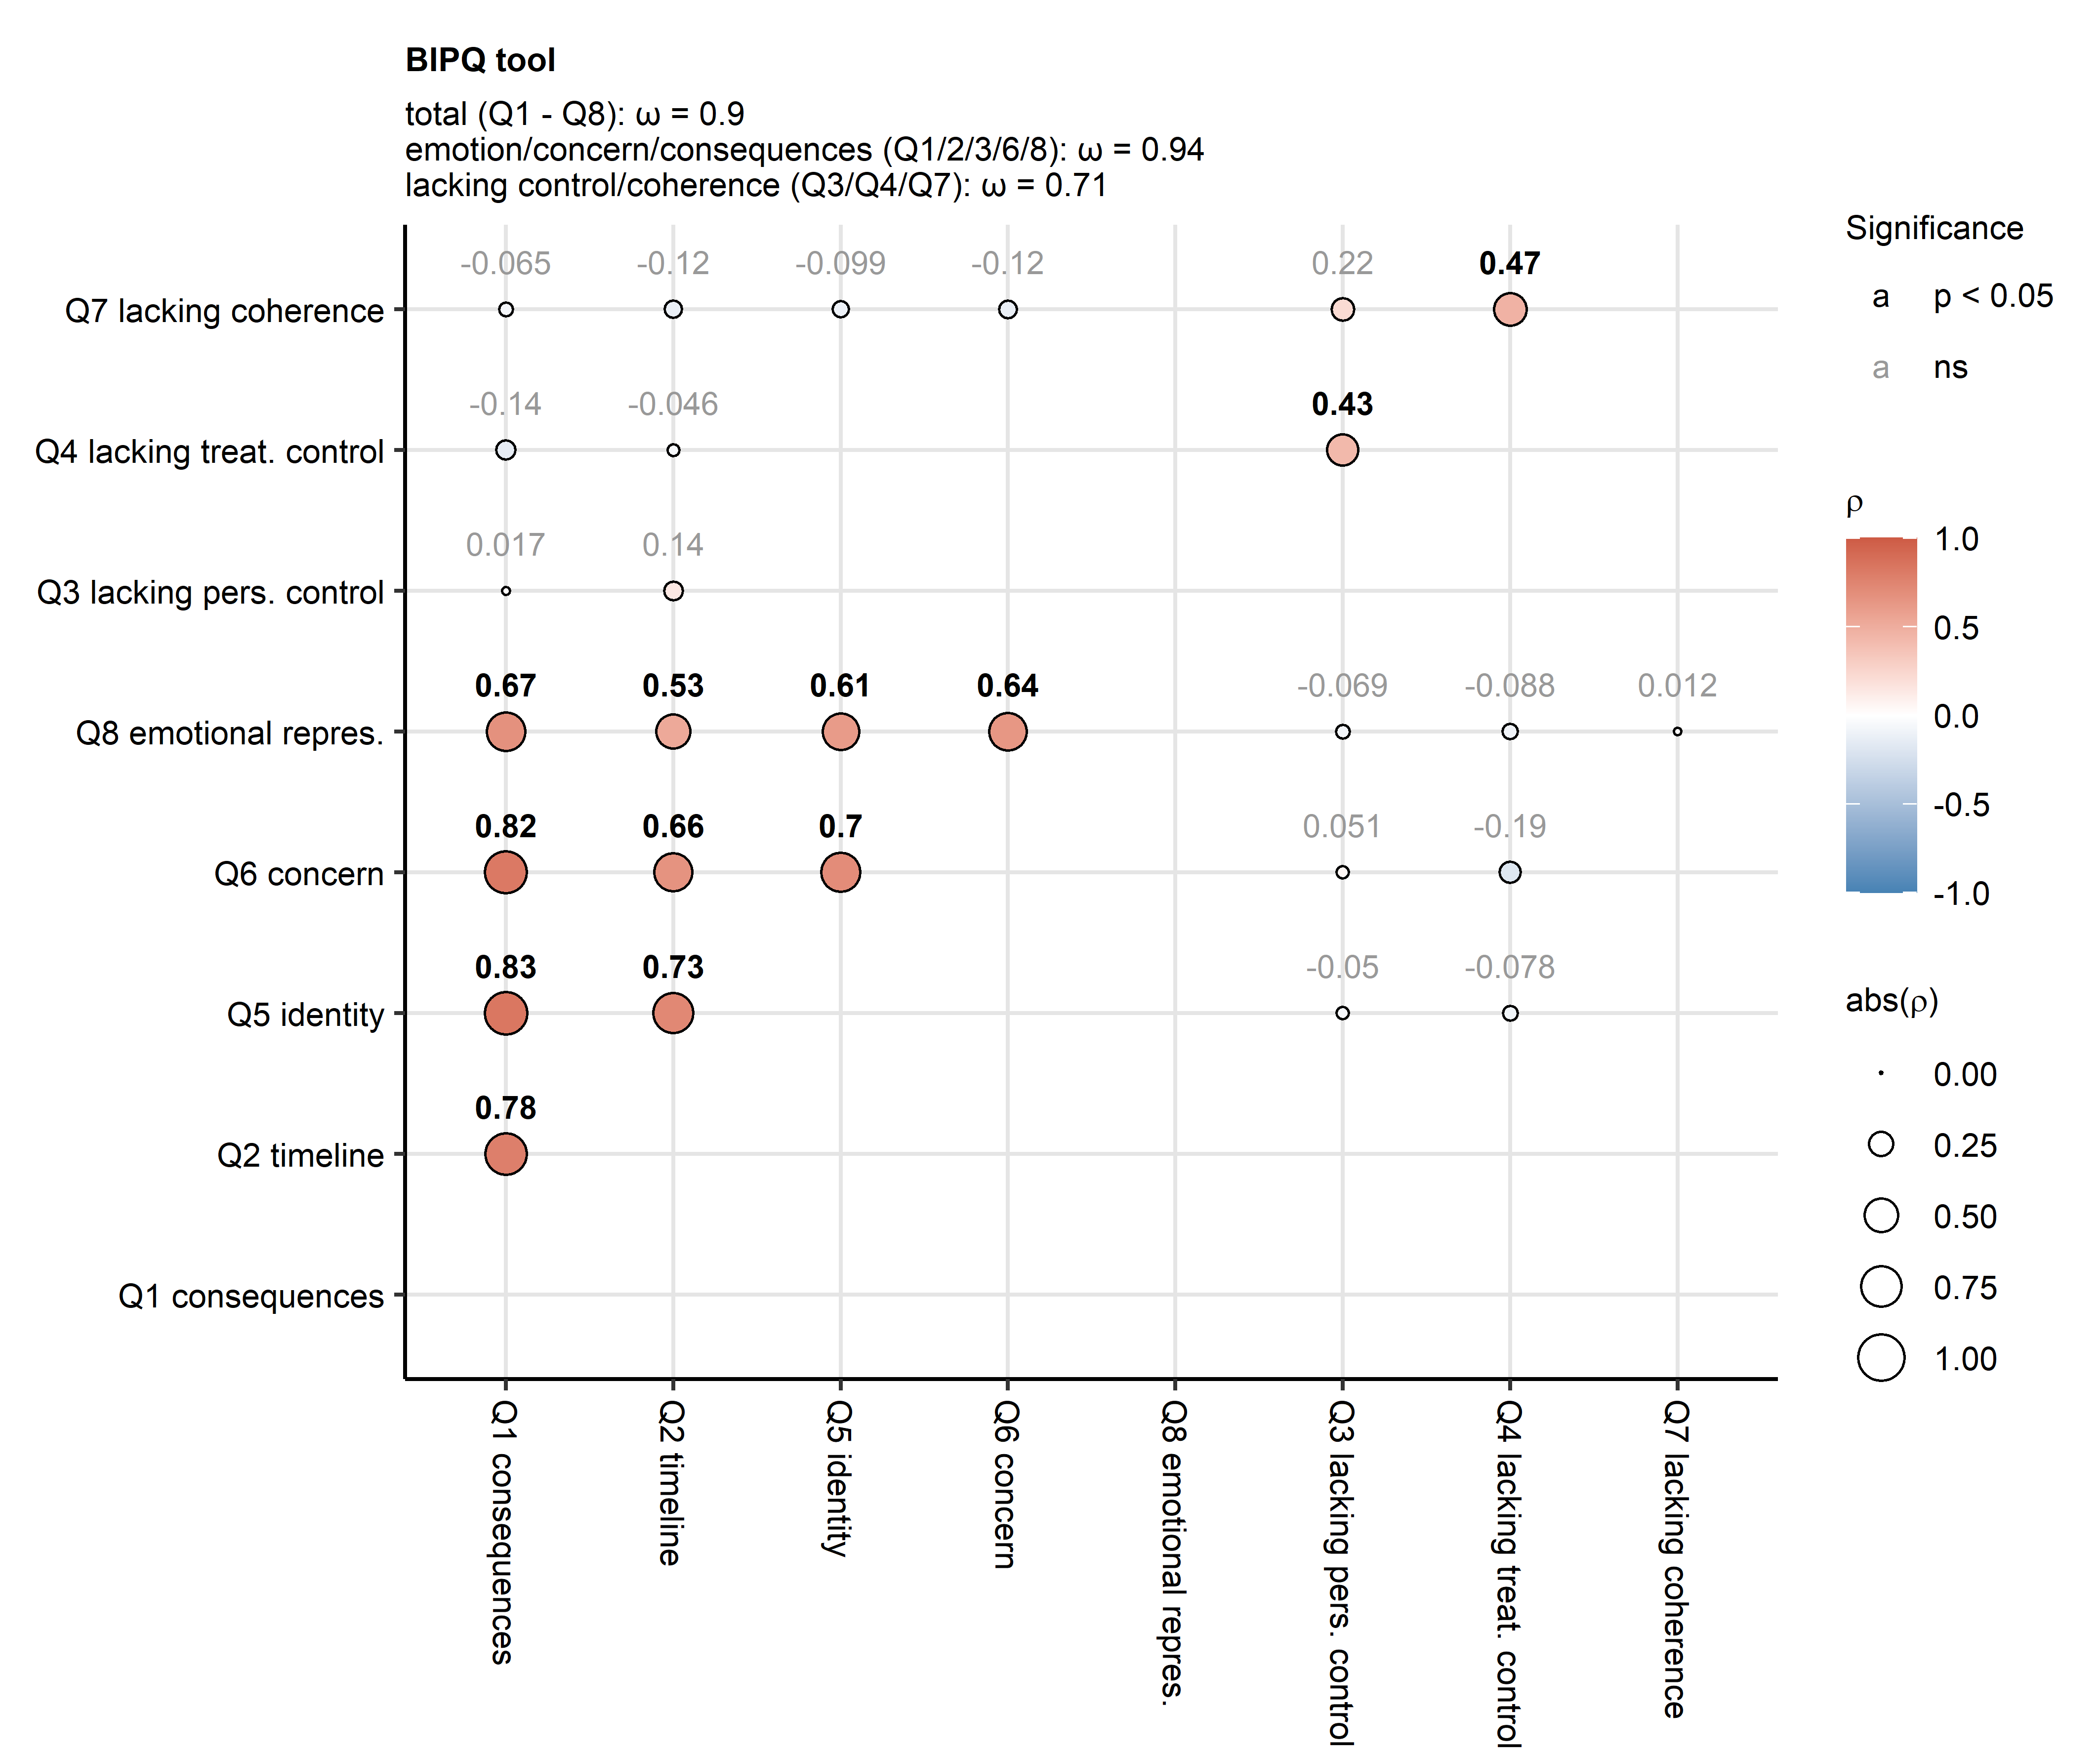 BIPQ tool
total (Q1 - Q8): ω = 0.9
emotion/concern/consequences (Q1/2/3/6/8): ω = 0.94
lacking control/coherence (Q3/Q4/Q7): ω = 0.71
Q7 lacking coherence
-0.065 -0.12 -0.099 -0.12 0.22 0.47
Q4 lacking treat. control
-0.14 -0.046 0.43
Q3 lacking pers. control
0.017 0.14
Q8 emotional repres.
0.67 0.53 0.61 0.64 -0.069 -0.088 0.012
Q6 concern
0.82 0.66 0.7 0.051 -0.19
Q5 identity
0.83 0.73 -0.05 -0.078
Q2 timeline
0.78
Q1 consequences
Q1 consequences
Q2 timeline
Q5 identity
Q6 concern
Q8 emotional repres.
Q3 lacking pers. control
Q4 lacking treat. control
Q7 lacking coherence
Significance
a p < 0.05
a ns
ρ
1.0
0.5
0.0
-0.5
-1.0
abs(ρ)
0.00
0.25
0.50
0.75
1.00